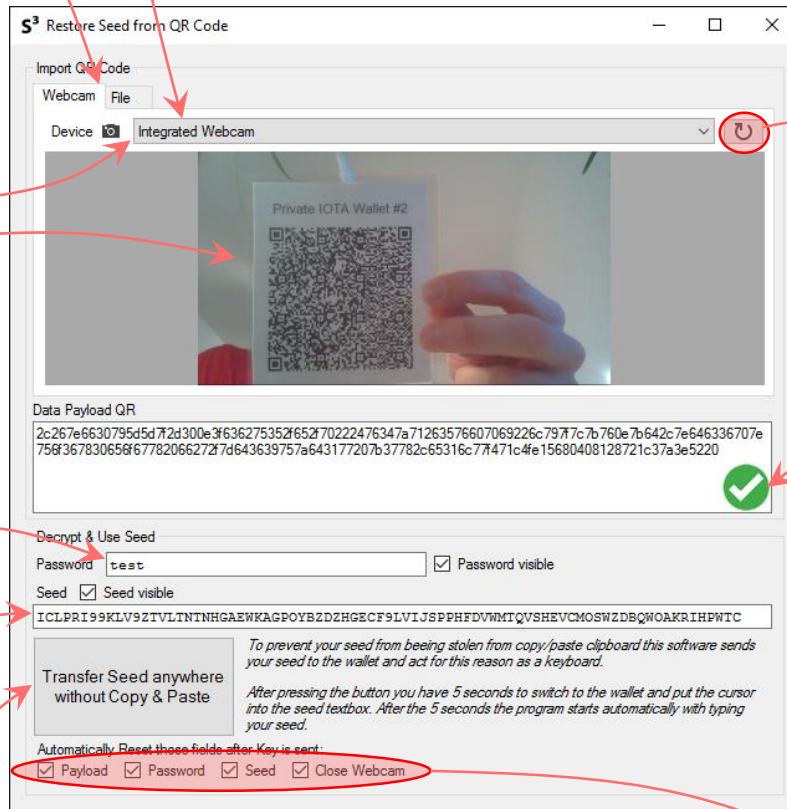 S³ Restore Seed from QR Code
Import QR Code
Webcam File
Device Integrated Webcam
Private IOTA Wallet #2
Data Payload QR
2c267e6630795d5d7f2d300e3f636275352f652f70222476347a71263576607069226c797f7c7b760e7b642c7e646336707e
756f367830656f67782066272f7d643639757a643177207b37782c65316c77f471c4fe15680408128721c37a3e5220
Decrypt & Use Seed
Password test Password visible
Seed Seed visible
ICLPRI99KLV9ZTVLTNTNHGAEWKAGPOYBZDZHGECF9LVIJSPPHFDVWMTQVSHEVCMOSWZDBQWOAKRIHPWTC
Transfer Seed anywhere
without Copy & Paste
To prevent your seed from beeing stolen from copy/paste clipboard this software sends
your seed to the wallet and act for this reason as a keyboard.
After pressing the button you have 5 seconds to switch to the wallet and put the cursor
into the seed textbox. After the 5 seconds the program starts automatically with typing
your seed.
Automatically Reset those fields after Key is sent:
Payload Password Seed Close Webcam